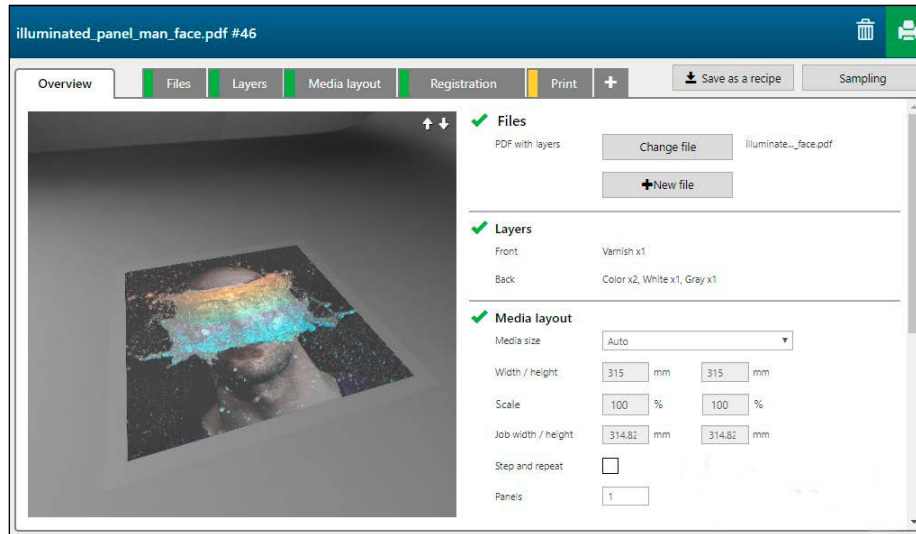 illuminated_panel_man_face.pdf #46
Overview Files Layers Media layout Registration Print + Save as a recipe Sampling
Files
PDF with layers Change file illuminate..._face.pdf
+New file
Layers
Front Varnish x1
Back Color x2, White x1, Gray x1
Media layout
Media size Auto
Width / height 315 mm 315 mm
Scale 100 % 100 %
Job width / height 314.82 mm 314.82 mm
Step and repeat
Panels 1